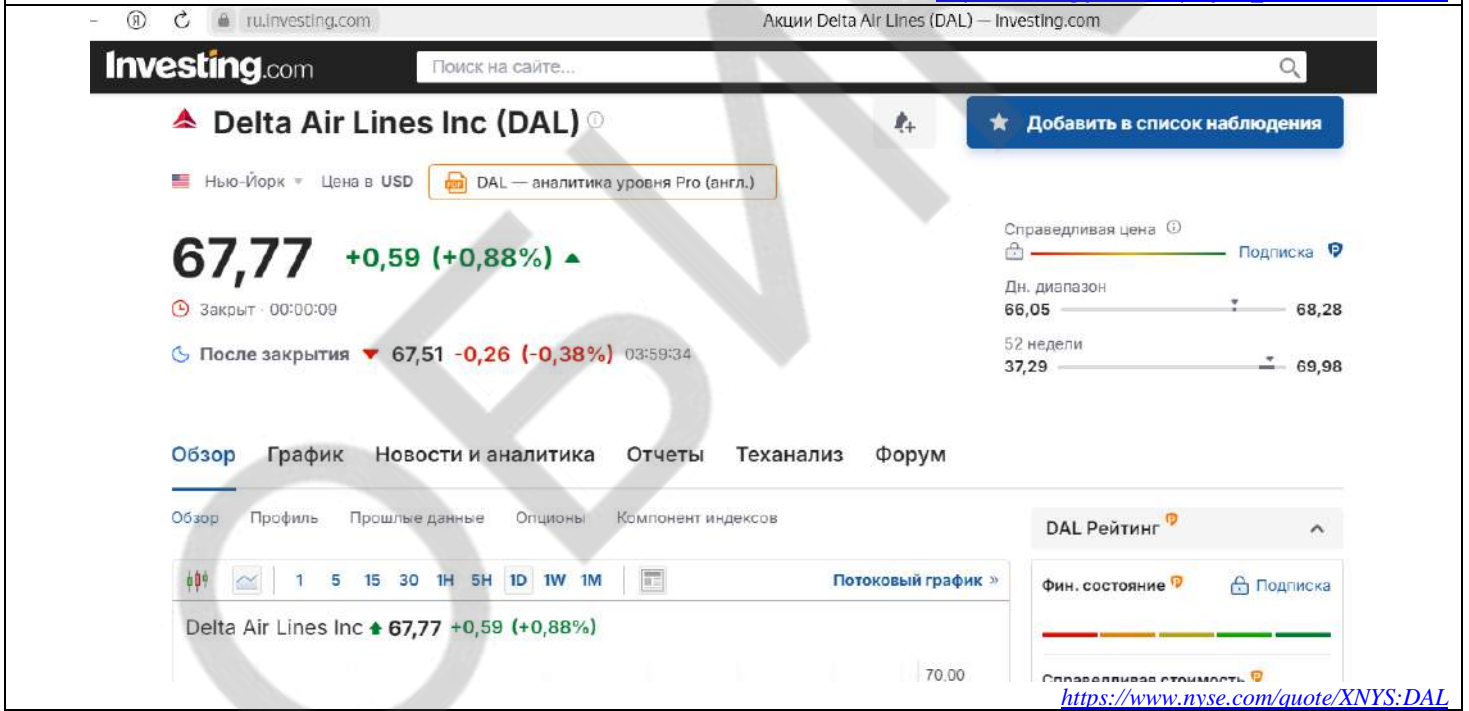 ru.investing.com Акции Delta Air Lines (DAL) — Investing.com
Investing.com Поиск на сайте...
Delta Air Lines Inc (DAL)
Добавить в список наблюдения
Нью-Йорк Цена в USD DAL — аналитика уровня Pro (англ.)
67,77 +0,59 (+0,88%)
Закрыт · 00:00:09
После закрытия 67,51 -0,26 (-0,38%) 03:59:34
Справедливая цена
Подписка
Дн. диапазон
66,05 68,28
52 недели
37,29 69,98
Обзор График Новости и аналитика Отчеты Теханализ Форум
Обзор Профиль Прошлые данные Опционы Компонент индексов
1 5 15 30 1H 5H 1D 1W 1M Потоковый график »
Delta Air Lines Inc 67,77 +0,59 (+0,88%)
70,00
DAL Рейтинг
Фин. состояние Подписка
Справедливая стоимость
https://www.nyse.com/quote/XNYS:DAL